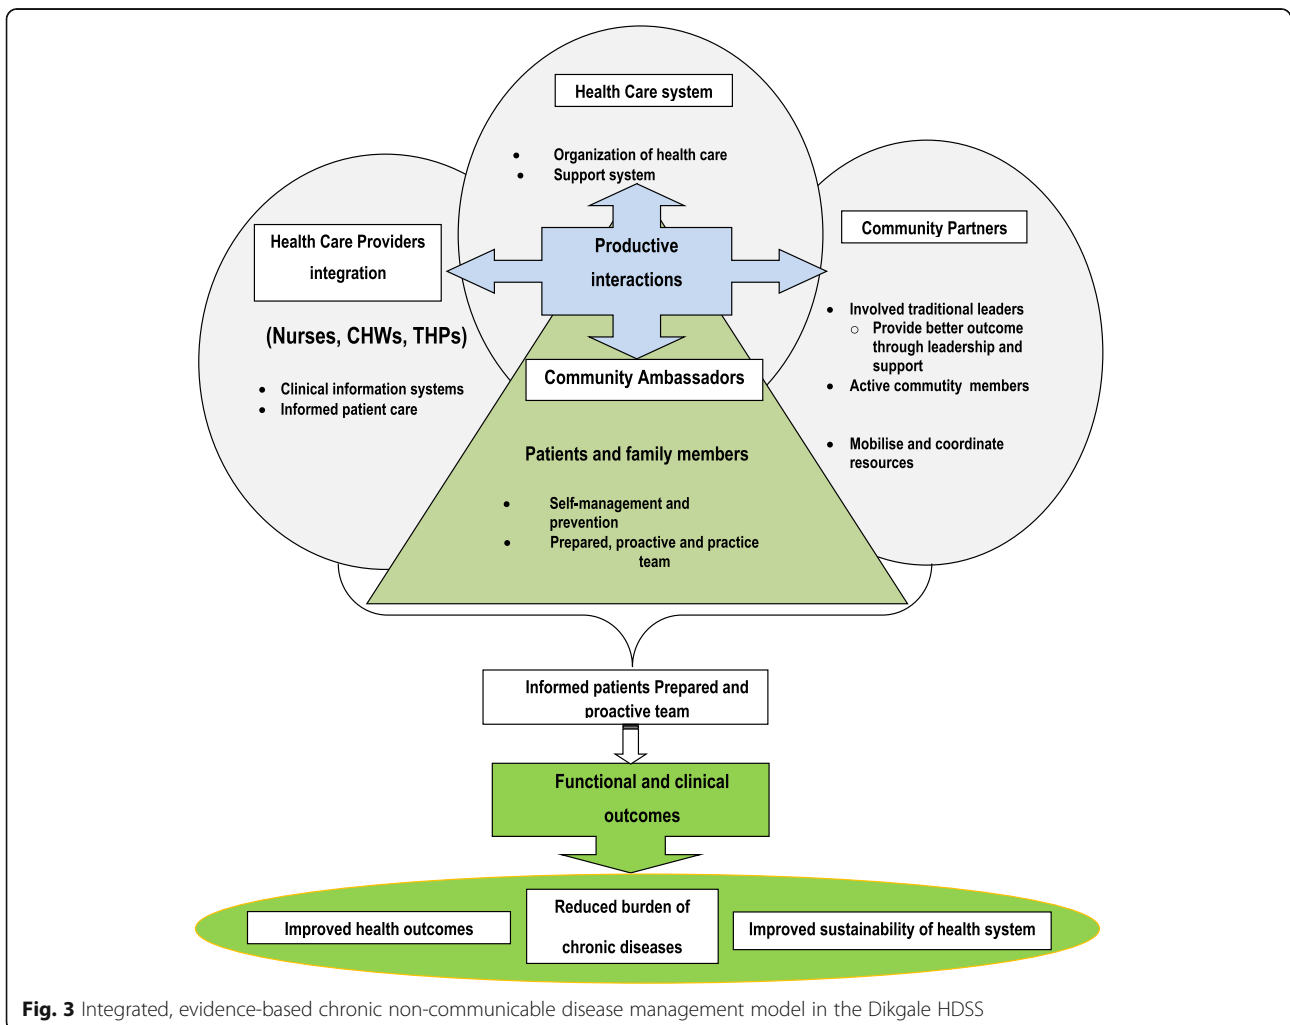 Health Care system
• Organization of health care
• Support system
Health Care Providers
integration
(Nurses, CHWs, THPs)
• Clinical information systems
• Informed patient care
Productive
interactions
Community Partners
• Involved traditional leaders
○ Provide better outcome
through leadership and
support
• Active commutity members
• Mobilise and coordinate
resources
Community Ambassadors
Patients and family members
• Self-management and
prevention
• Prepared, proactive and practice
team
Informed patients Prepared and
proactive team
Functional and clinical
outcomes
Improved health outcomes
Reduced burden of
chronic diseases
Improved sustainability of health system
Fig. 3 Integrated, evidence-based chronic non-communicable disease management model in the Dikgale HDSS